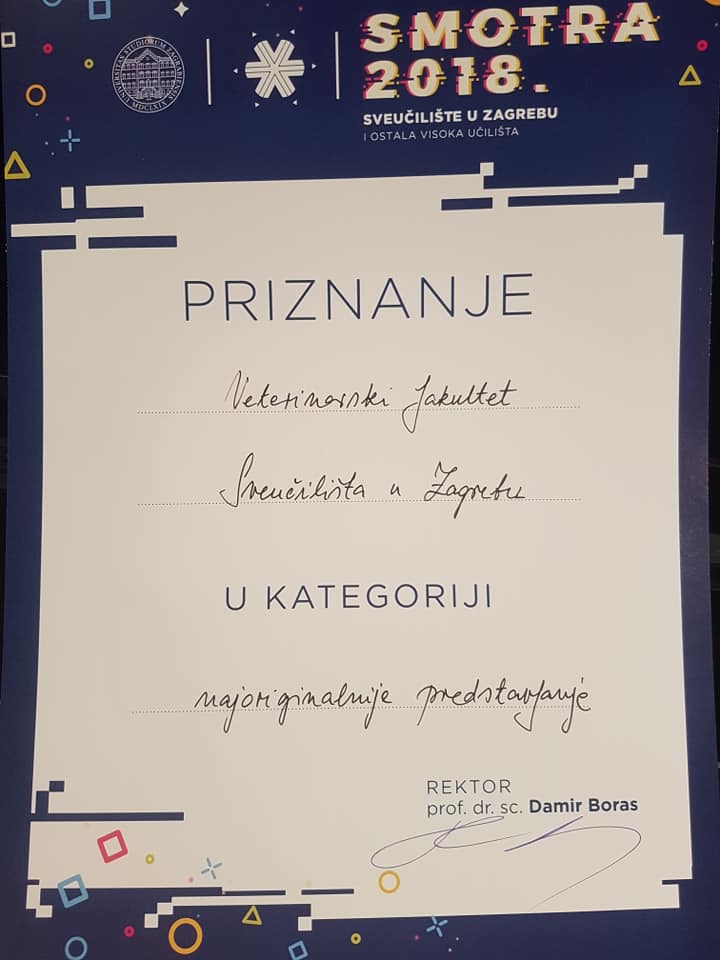 SMOTRA
2018.
SVEUČILIŠTE U ZAGREBU
I OSTALA VISOKA UČILIŠTA
PRIZNANJE
Veterinarski fakultet
Sveučilišta u Zagrebu
U KATEGORIJI
najoriginalnije predstavljanje
REKTOR
prof. dr. sc. Damir Boras